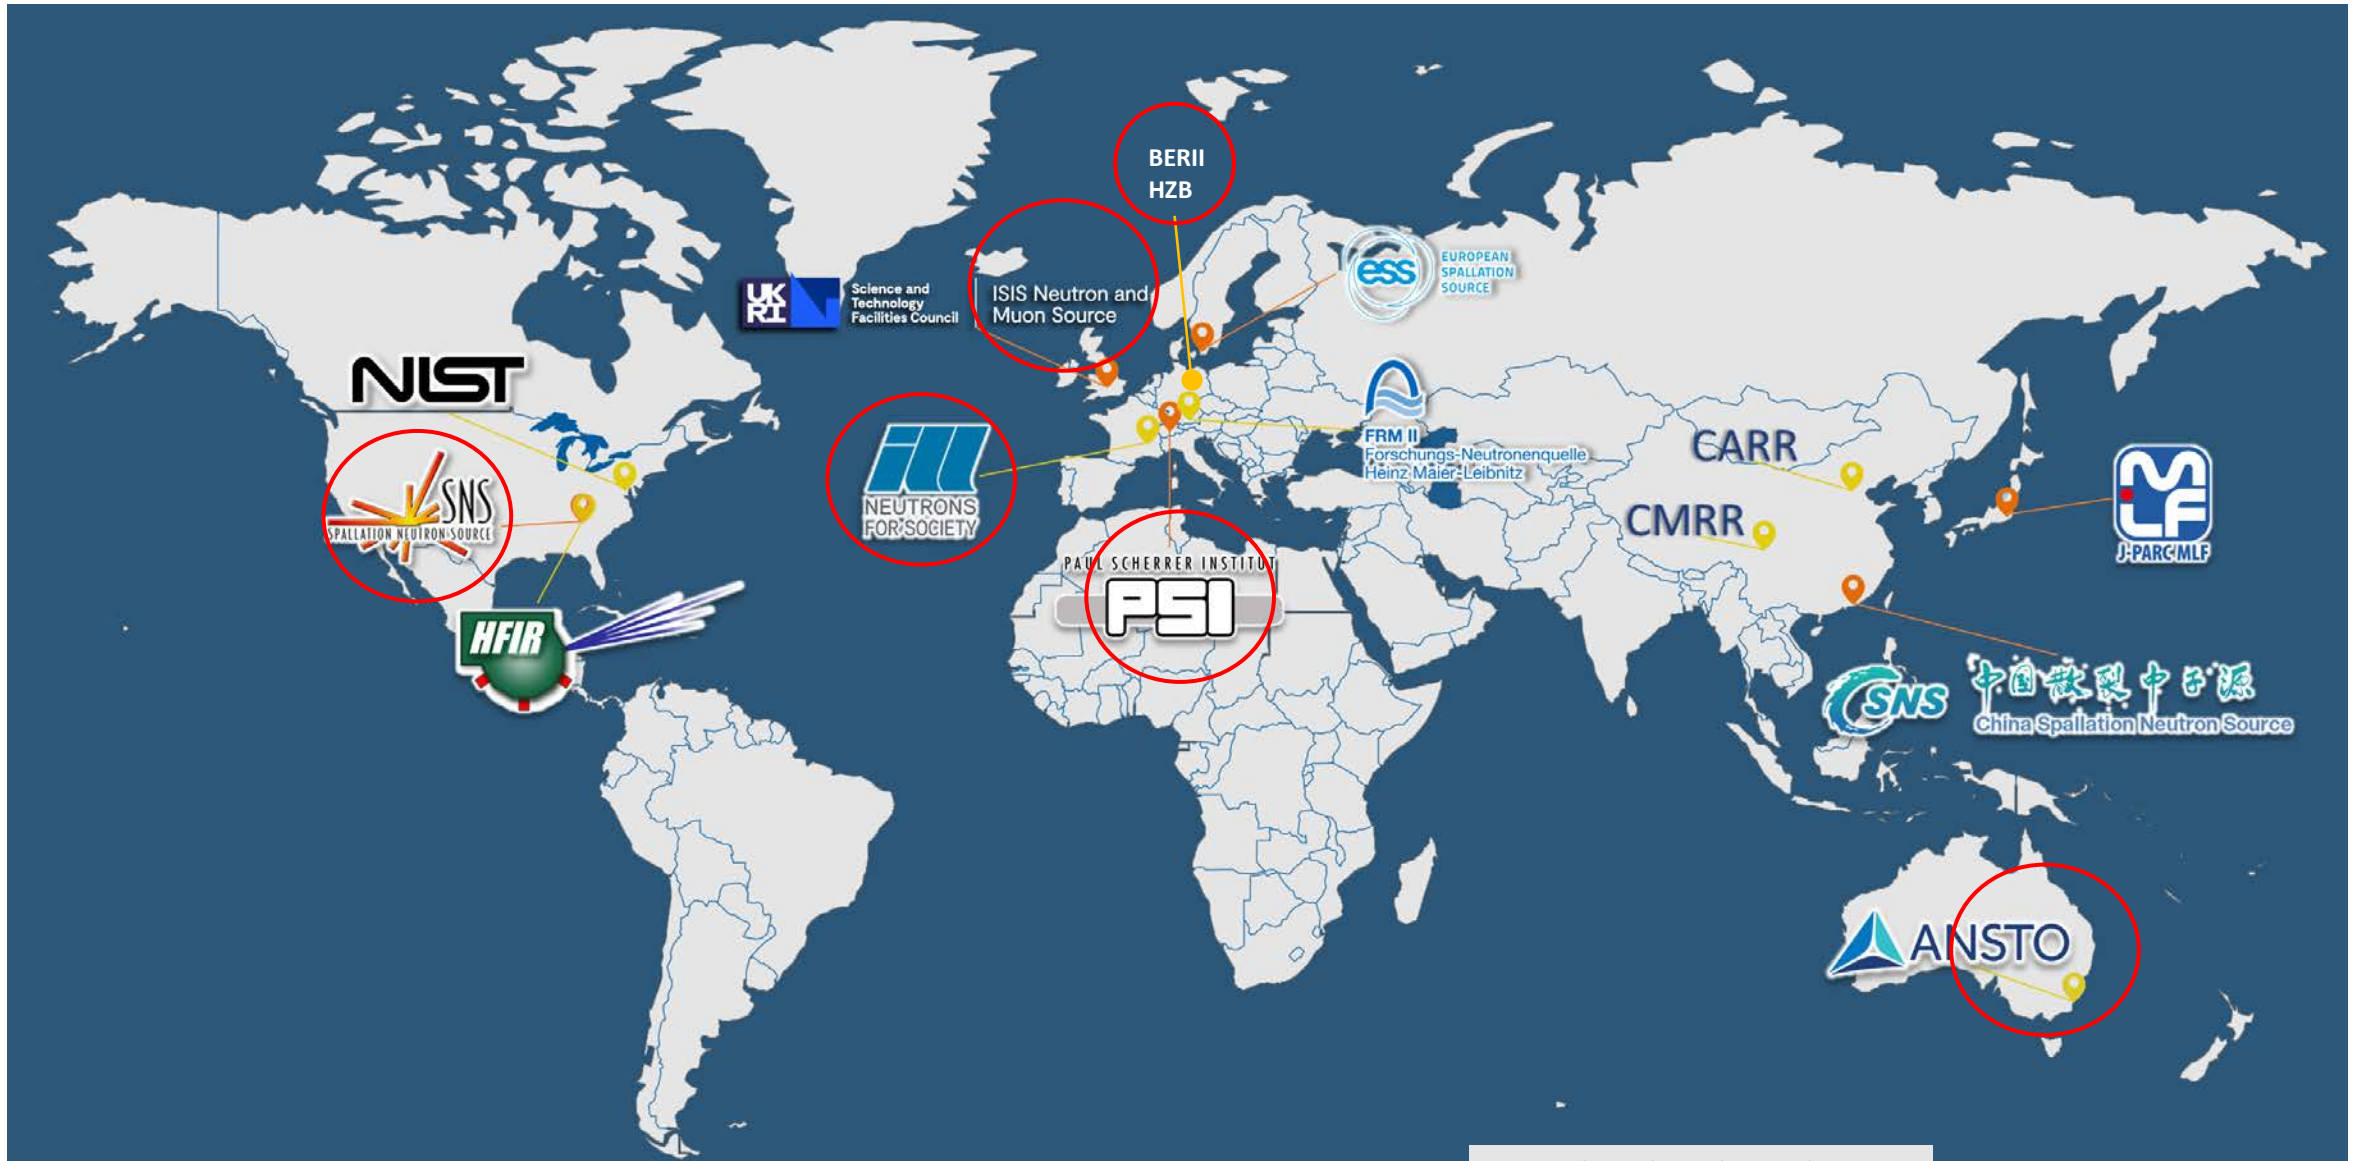 BERII
HZB
UK
RI
Science and
Technology
Facilities Council
ISIS Neutron and
Muon Source
ess
EUROPEAN
SPALLATION
SOURCE
NIST
SNS
SPALLATION NEUTRON SOURCE
ill
NEUTRONS
FOR SOCIETY
FRM II
Forschungs-Neutronenquelle
Heinz Maier-Leibnitz
CARR
CMRR
MLF
J-PARC MLF
PAUL SCHERRER INSTITUT
PSI
HFIR
CSNS
中国散裂中子源
China Spallation Neutron Source
ANSTO